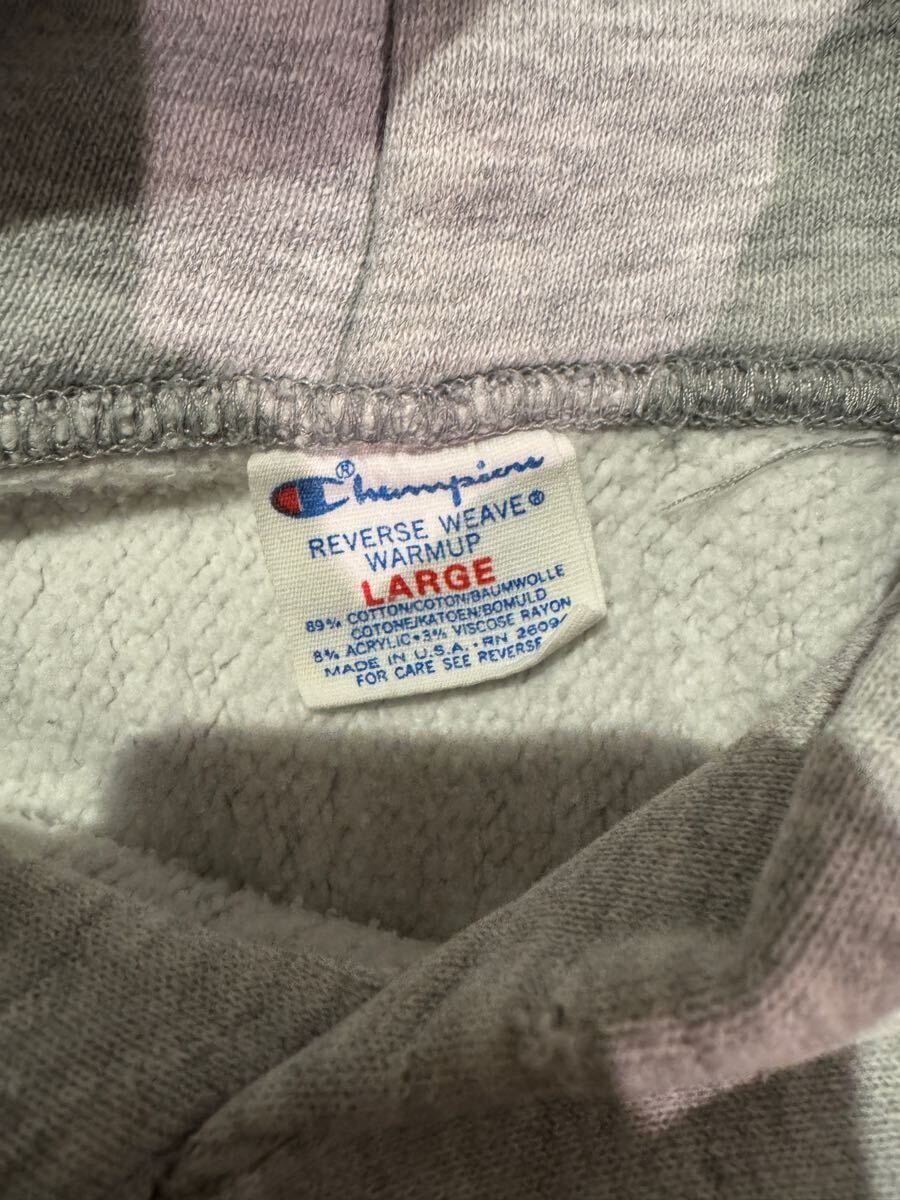 Champion®
REVERSE WEAVE®
WARMUP
LARGE
89% COTTON/COTON/BAUMWOLLE
COTONE/KATOEN/BOMULD
8% ACRYLIC•3% VISCOSE RAYON
MADE IN U.S.A.•RN 26094
FOR CARE SEE REVERSE